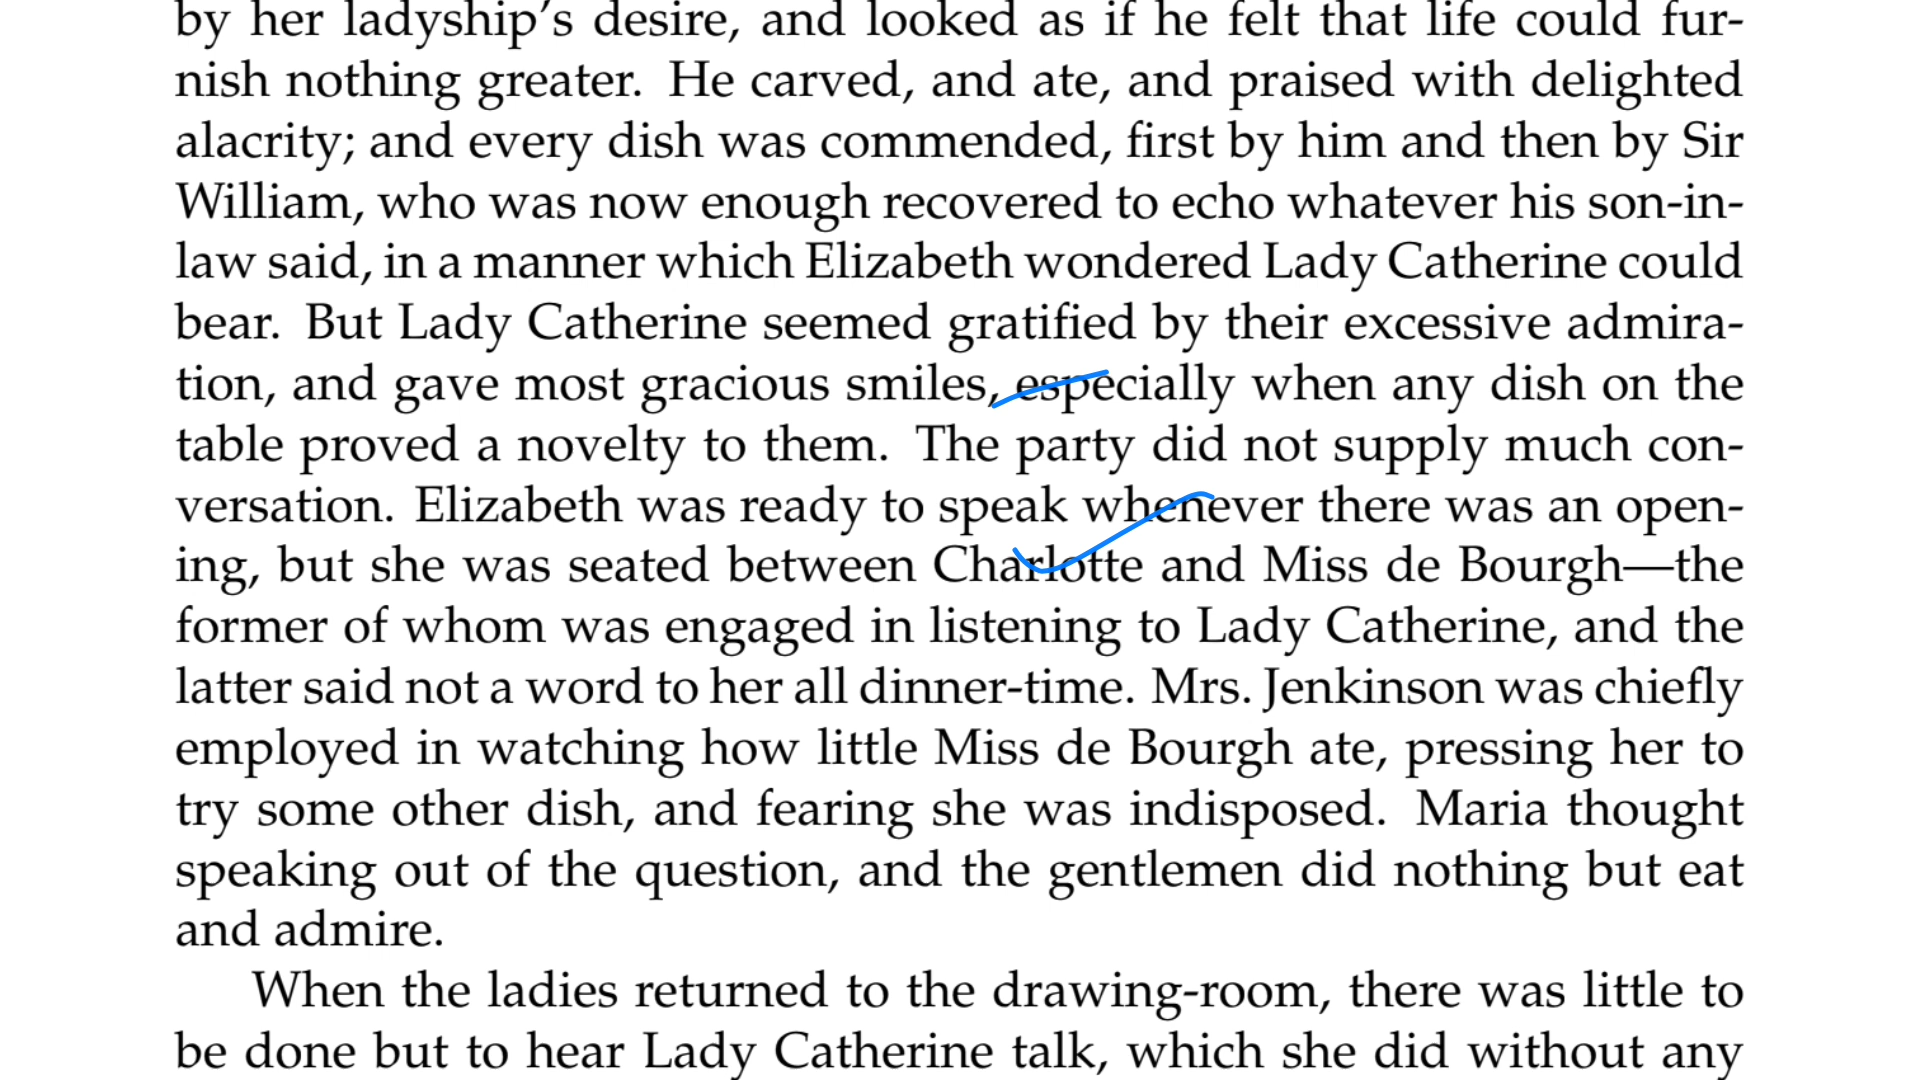 by her ladyship’s desire, and looked as if he felt that life could fur-
nish nothing greater. He carved, and ate, and praised with delighted
alacrity; and every dish was commended, first by him and then by Sir
William, who was now enough recovered to echo whatever his son-in-
law said, in a manner which Elizabeth wondered Lady Catherine could
bear. But Lady Catherine seemed gratified by their excessive admira-
tion, and gave most gracious smiles, especially when any dish on the
table proved a novelty to them. The party did not supply much con-
versation. Elizabeth was ready to speak whenever there was an open-
ing, but she was seated between Charlotte and Miss de Bourgh—the
former of whom was engaged in listening to Lady Catherine, and the
latter said not a word to her all dinner-time. Mrs. Jenkinson was chiefly
employed in watching how little Miss de Bourgh ate, pressing her to
try some other dish, and fearing she was indisposed. Maria thought
speaking out of the question, and the gentlemen did nothing but eat
and admire.
When the ladies returned to the drawing-room, there was little to
be done but to hear Lady Catherine talk, which she did without any